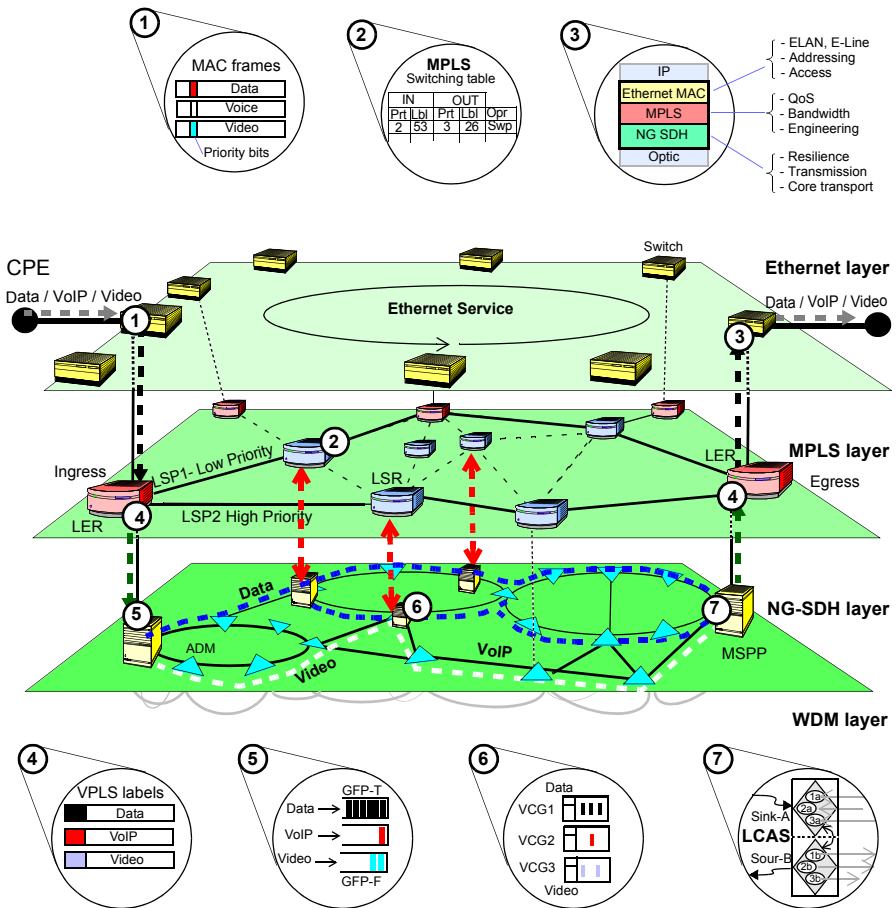 1
MAC frames
Data
Voice
Video
Priority bits
2
MPLS
Switching table
IN OUT
Prt Lbl Prt Lbl Opr
2 53 3 26 Swp
3
IP
Ethernet MAC
MPLS
NG SDH
Optic
- ELAN, E-Line
- Addressing
- Access
- QoS
- Bandwidth
- Engineering
- Resilience
- Transmission
- Core transport
Switch
CPE
Ethernet layer
Data / VoIP / Video
Data / VoIP / Video
Ethernet Service
1
3
2
MPLS layer
LER
Ingress
LSP1- Low Priority
LSR
Egress
4
4
LER
LSP2 High Priority
Data
5
6
7
NG-SDH layer
ADM
Video
VoIP
MSPP
WDM layer
4
VPLS labels
Data
VoIP
Video
5
GFP-T
Data
VoIP
Video
GFP-F
6
Data
VCG1
VCG2
VCG3
Video
7
1a
2a
3a
Sink-A
LCAS
Sour-B
1b
2b
3b